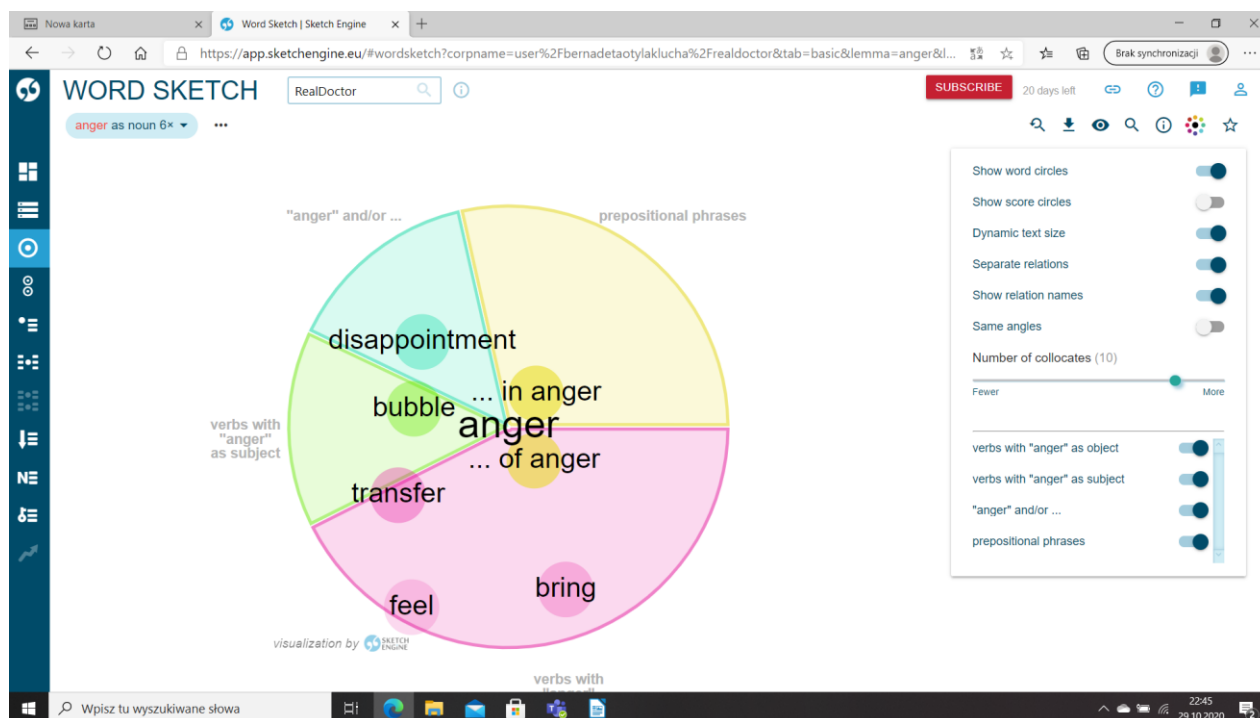 Nowa karta
Word Sketch | Sketch Engine
https://app.sketchengine.eu/#wordsketch?corpname=user%2Fbernadetaotylaklucha%2Frealdoctor&tab=basic&lemma=anger&l...
Brak synchronizacji
WORD SKETCH
RealDoctor
SUBSCRIBE
20 days left
anger as noun 6×
Show word circles
Show score circles
Dynamic text size
Separate relations
Show relation names
Same angles
Number of collocates (10)
Fewer
More
verbs with "anger" as object
verbs with "anger" as subject
"anger" and/or ...
prepositional phrases
"anger" and/or ...
prepositional phrases
disappointment
... in anger
bubble
anger
verbs with
"anger"
as subject
... of anger
transfer
bring
feel
visualization by SKETCH
ENGINE
verbs with
"anger"
Wpisz tu wyszukiwane słowa
22:45
29.10.2020